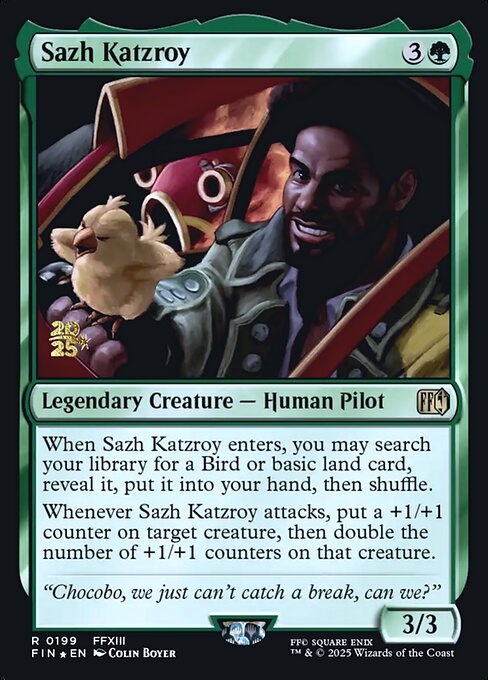 Sazh Katzroy 3
20
25
Legendary Creature — Human Pilot
FF
When Sazh Katzroy enters, you may search
your library for a Bird or basic land card,
reveal it, put it into your hand, then shuffle.
Whenever Sazh Katzroy attacks, put a +1/+1
counter on target creature, then double the
number of +1/+1 counters on that creature.
“Chocobo, we just can’t catch a break, can we?”
3/3
R 0199 FFXIII
FIN ★ EN Colin Boyer
FF© SQUARE ENIX
™ & © 2025 Wizards of the Coast